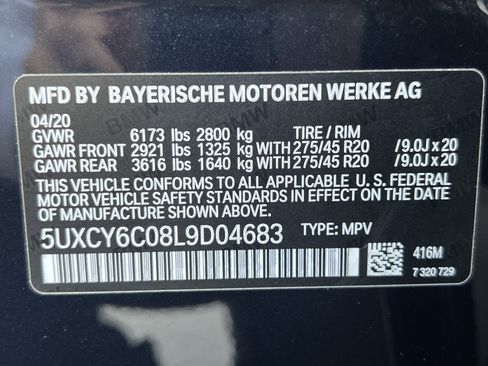 MFD BY BAYERISCHE MOTOREN WERKE AG
04/20
GVWR 6173 lbs 2800 kg TIRE / RIM
GAWR FRONT 2921 lbs 1325 kg WITH 275/45 R20 /9.0J x 20
GAWR REAR 3616 lbs 1640 kg WITH 275/45 R20 /9.0J x 20
THIS VEHICLE CONFORMS TO ALL APPLICABLE U. S. FEDERAL
MOTOR VEHICLE SAFETY STANDARDS IN EFFECT ON THE DATE
OF MANUFACTURE SHOWN ABOVE.
5UXCY6C08L9D04683 TYPE: MPV
416M
7 320 729